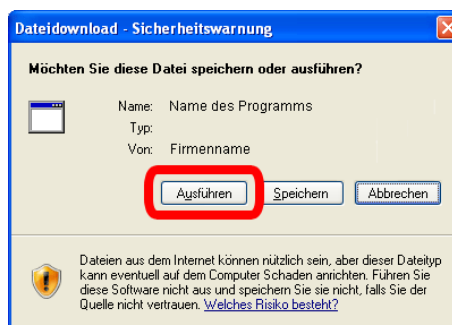 Dateidownload - Sicherheitswarnung
Möchten Sie diese Datei speichern oder ausführen?
Name: Name des Programms
Typ:
Von: Firmenname
Ausführen Speichern Abbrechen
Dateien aus dem Internet können nützlich sein, aber dieser Dateityp
kann eventuell auf dem Computer Schaden anrichten. Führen Sie
diese Software nicht aus und speichern Sie sie nicht, falls Sie der
Quelle nicht vertrauen. Welches Risiko besteht?